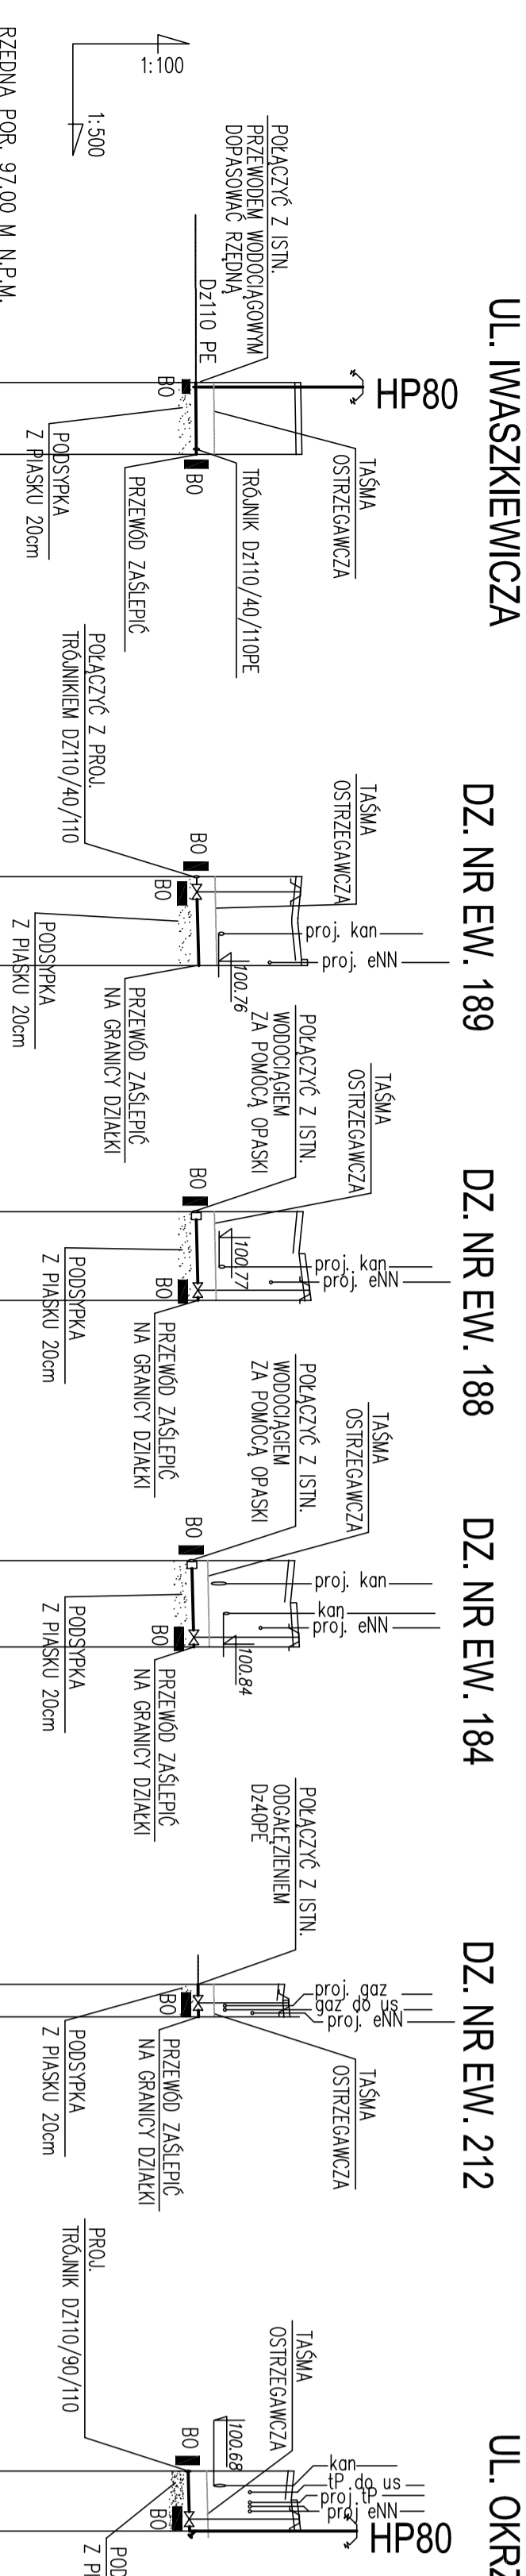 1:100
1:500
RZĘDNA POR. 97.00 M N.P.M.
UL. IWASZKIEWICZA
HP80
POŁĄCZYĆ Z ISTN.
PRZEWODEM WODOCIĄGOWYM
DOPASOWAĆ RZĘDNĄ
Dz110 PE
TAŚMA
OSTRZEGAWCZA
TRÓJNIK Dz110/40/110PE
BO
BO
PRZEWÓD ZAŚLEPIĆ
PODSYPKA
Z PIASKU 20cm
DZ. NR EW. 189
TAŚMA
OSTRZEGAWCZA
proj. kan
proj. eNN
100.76
POŁĄCZYĆ Z PROJ.
TRÓJNIKIEM DZ110/40/110
BO
BO
PRZEWÓD ZAŚLEPIĆ
NA GRANICY DZIAŁKI
PODSYPKA
Z PIASKU 20cm
DZ. NR EW. 188
TAŚMA
OSTRZEGAWCZA
POŁĄCZYĆ Z ISTN.
WODOCIĄGIEM
ZA POMOCĄ OPASKI
proj. kan
proj. eNN
100.77
BO
BO
PRZEWÓD ZAŚLEPIĆ
NA GRANICY DZIAŁKI
PODSYPKA
Z PIASKU 20cm
DZ. NR EW. 184
TAŚMA
OSTRZEGAWCZA
POŁĄCZYĆ Z ISTN.
WODOCIĄGIEM
ZA POMOCĄ OPASKI
proj. kan
kan
proj. eNN
100.84
BO
BO
PRZEWÓD ZAŚLEPIĆ
NA GRANICY DZIAŁKI
PODSYPKA
Z PIASKU 20cm
DZ. NR EW. 212
POŁĄCZYĆ Z ISTN.
ODGAŁĘZIENIEM
Dz40PE
proj. gaz
gaz do us
proj. eNN
TAŚMA
OSTRZEGAWCZA
BO
PRZEWÓD ZAŚLEPIĆ
NA GRANICY DZIAŁKI
PODSYPKA
Z PIASKU 20cm
UL. OKRZ
HP80
TAŚMA
OSTRZEGAWCZA
kan
tP do us
proj tP
proj eNN
100.68
PROJ.
TRÓJNIK DZ110/90/110
BO
BO
POD
Z PI